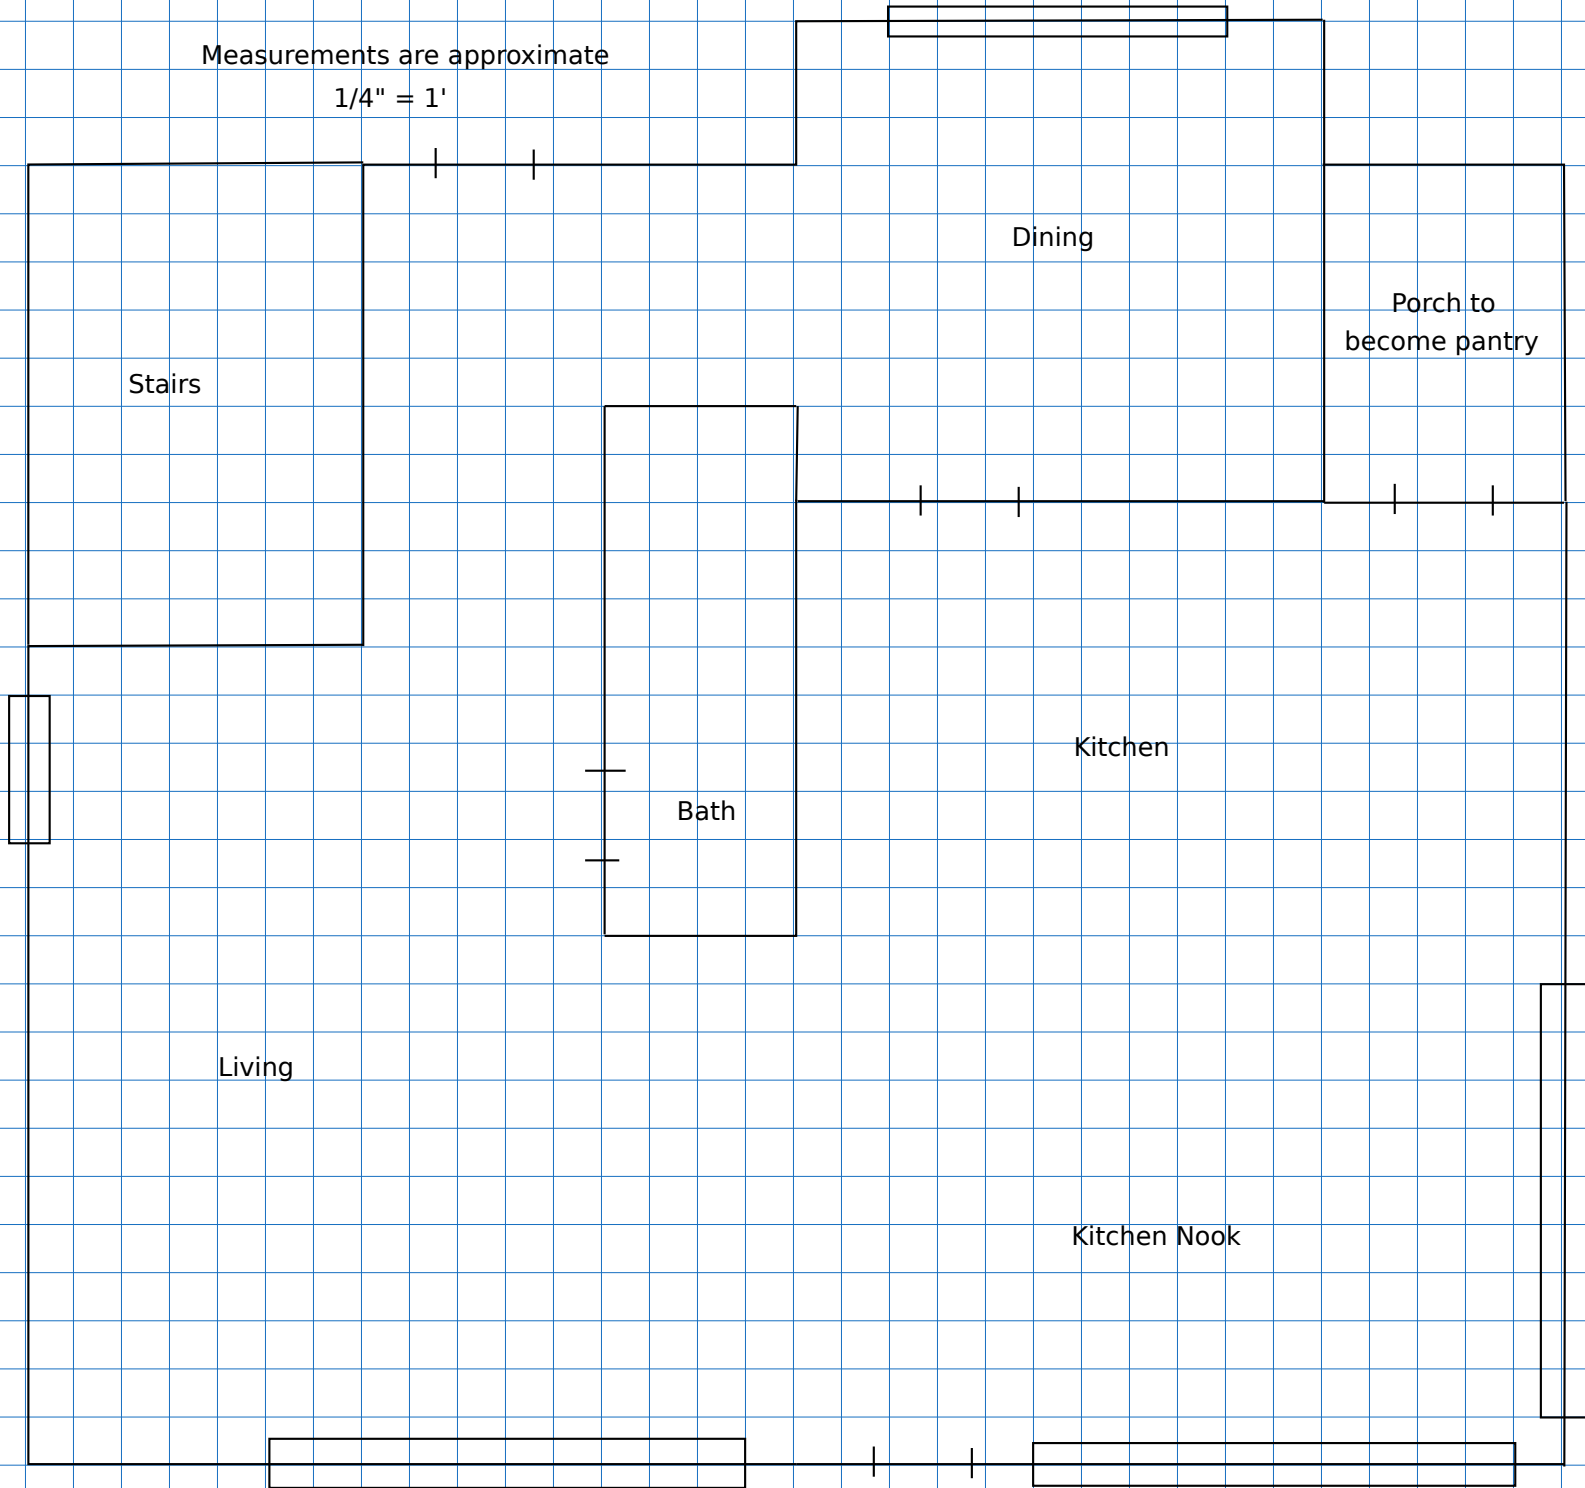 Measurements are approximate
1/4" = 1'
Dining
Porch to
become pantry
Stairs
Kitchen
Bath
Living
Kitchen Nook